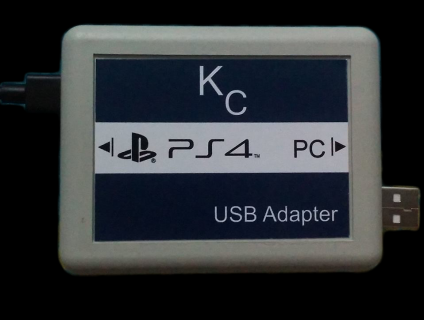 KC
PS4™ PC
USB Adapter